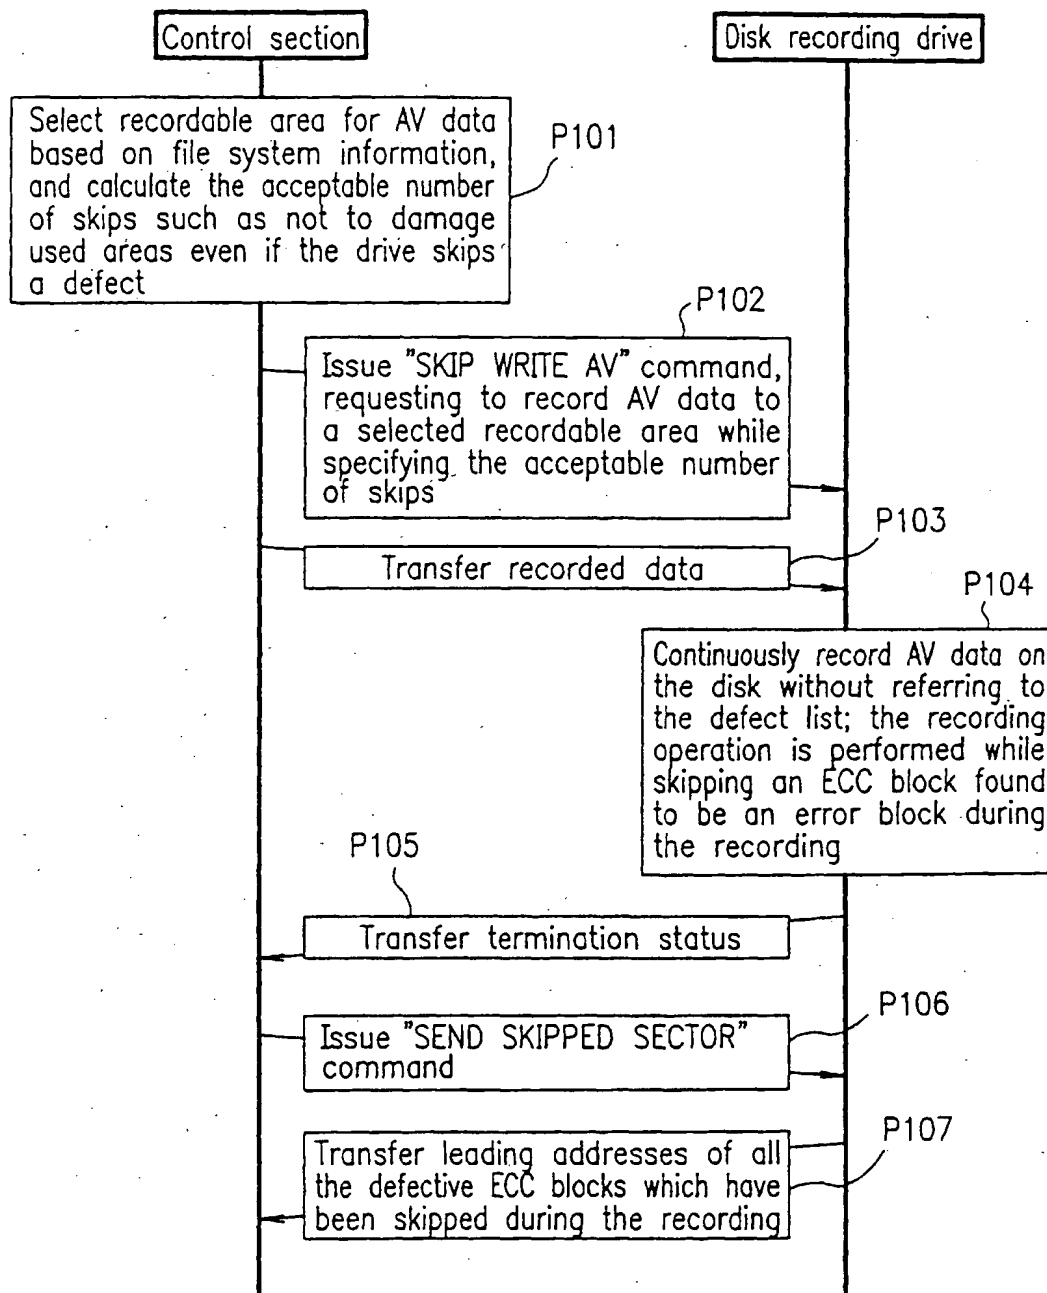 Control section
Disk recording drive
Select recordable area for AV data
based on file system information,
and calculate the acceptable number
of skips such as not to damage
used areas even if the drive skips
a defect
P101
P102
Issue "SKIP WRITE AV" command,
requesting to record AV data to
a selected recordable area while
specifying the acceptable number
of skips
P103
Transfer recorded data
P104
Continuously record AV data on
the disk without referring to
the defect list; the recording
operation is performed while
skipping an ECC block found
to be an error block during
the recording
P105
Transfer termination status
P106
Issue "SEND SKIPPED SECTOR"
command
P107
Transfer leading addresses of all
the defective ECC blocks which have
been skipped during the recording